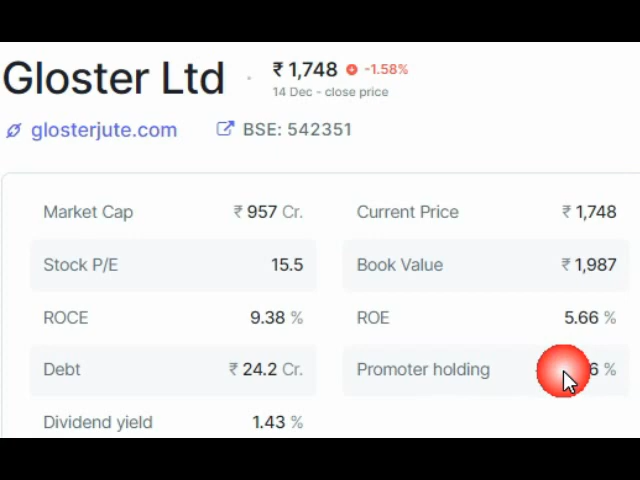 Gloster Ltd · ₹ 1,748 -1.58%
14 Dec - close price
glosterjute.com BSE: 542351
Market Cap ₹ 957 Cr. Current Price ₹ 1,748
Stock P/E 15.5 Book Value ₹ 1,987
ROCE 9.38 % ROE 5.66 %
Debt ₹ 24.2 Cr. Promoter holding %
Dividend yield 1.43 %